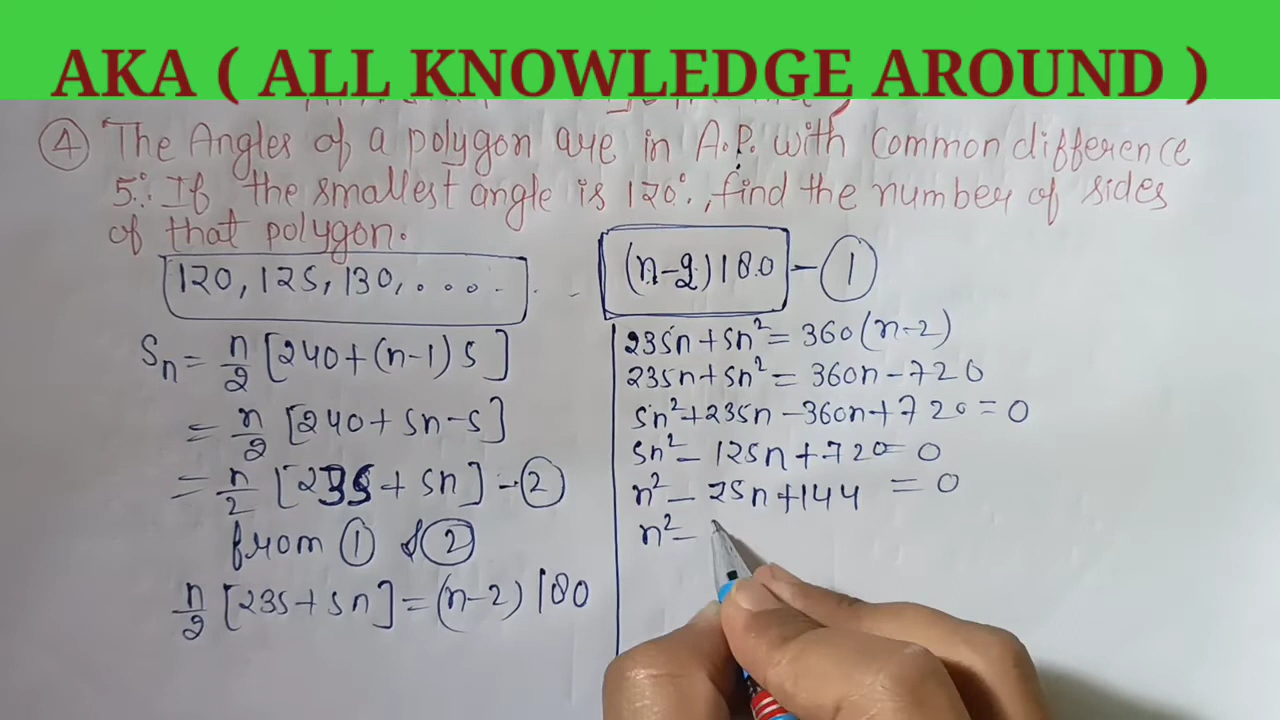 AKA ( ALL KNOWLEDGE AROUND )
④ The Angles of a polygon are in A.P. with Common difference
5°. If the smallest angle is 120°., find the number of sides
of that polygon.
120, 125, 130, . . . .
(n-2)180 - ①
Sn = n/2 [240+(n-1)5]
= n/2 [240+5n-5]
= n/2 [235+5n] - ②
from ① & ②
n/2 [235+5n] = (n-2)180
235n+5n² = 360(n-2)
235n+5n² = 360n-720
5n²+235n-360n+720=0
5n²-125n+720=0
n²-25n+144 = 0
n²-